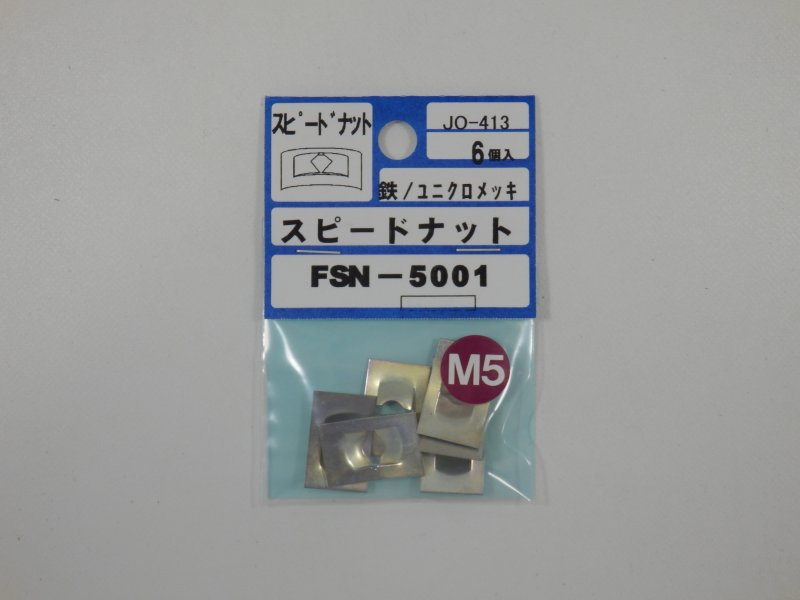 スピードナット
JO-413
6個入
鉄/ユニクロメッキ
スピードナット
FSN-5001
M5